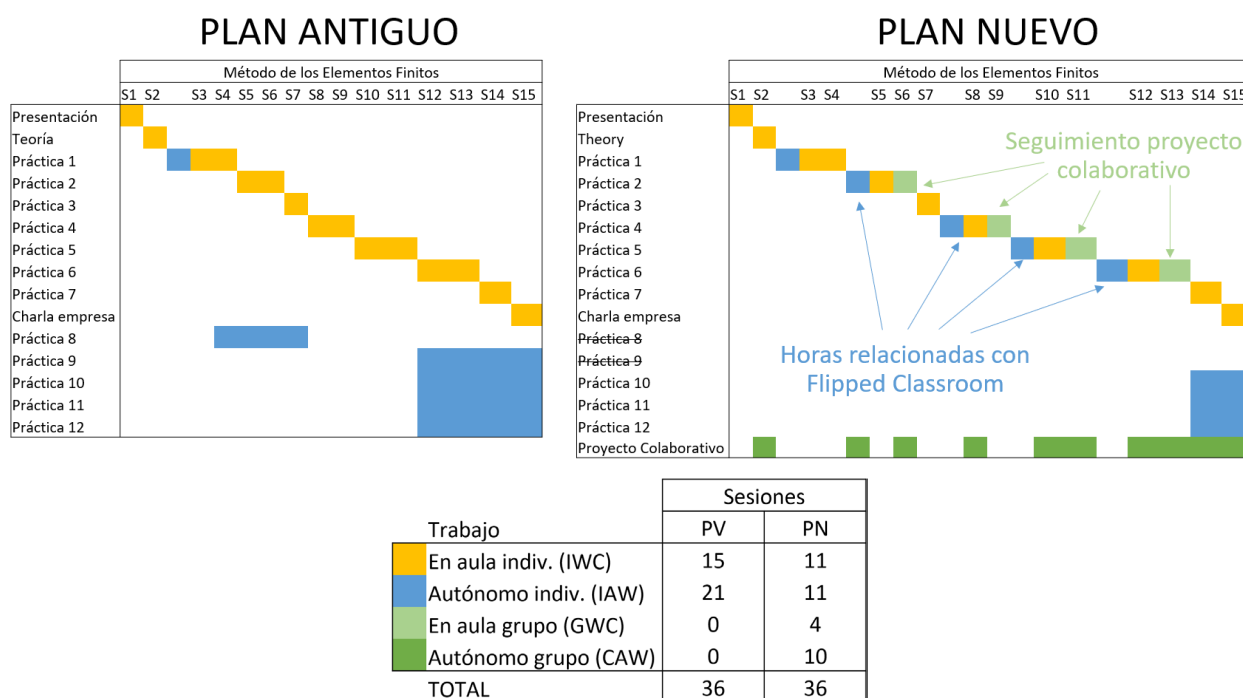 PLAN ANTIGUO
Método de los Elementos Finitos
S1 S2 S3 S4 S5 S6 S7 S8 S9 S10 S11 S12 S13 S14 S15
Presentación
Teoría
Práctica 1
Práctica 2
Práctica 3
Práctica 4
Práctica 5
Práctica 6
Práctica 7
Charla empresa
Práctica 8
Práctica 9
Práctica 10
Práctica 11
Práctica 12
PLAN NUEVO
Método de los Elementos Finitos
S1 S2 S3 S4 S5 S6 S7 S8 S9 S10 S11 S12 S13 S14 S15
Presentación
Theory
Práctica 1
Práctica 2
Práctica 3
Práctica 4
Práctica 5
Práctica 6
Práctica 7
Charla empresa
Práctica 8
Práctica 9
Práctica 10
Práctica 11
Práctica 12
Proyecto Colaborativo
Seguimiento proyecto
colaborativo
Horas relacionadas con
Flipped Classroom
Sesiones
Trabajo PV PN
En aula indiv. (IWC) 15 11
Autónomo indiv. (IAW) 21 11
En aula grupo (GWC) 0 4
Autónomo grupo (CAW) 0 10
TOTAL 36 36